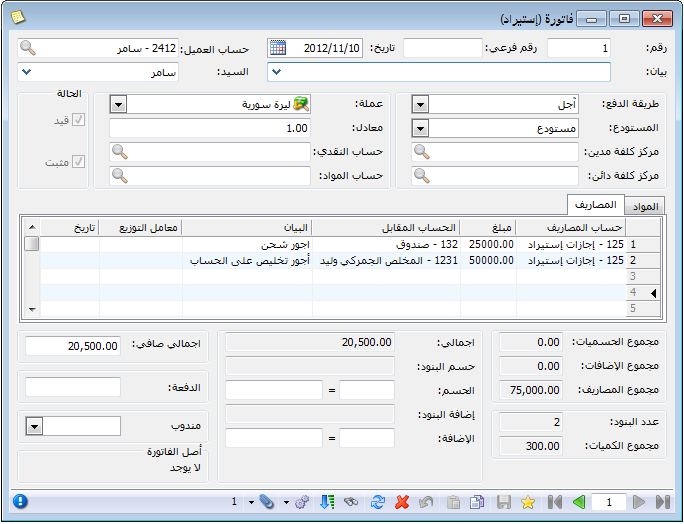 فاتورة (إستيراد)
رقم: 1 رقم فرعي: تاريخ: 2012/11/10 حساب العميل: 2412 - سامر
بيان: السيد: سامر
طريقة الدفع: آجل
المستودع: مستودع
مركز كلفة مدين:
مركز كلفة دائن:
عملة: ليرة سورية
معادل: 1.00
حساب النقدي:
حساب المواد:
الحالة
قيد
مثبت
المواد المصاريف
حساب المصاريف مبلغ الحساب المقابل البيان معامل التوزيع تاريخ
1 125 - إجازات إستيراد 25000.00 132 - صندوق اجور شحن
2 125 - إجازات إستيراد 50000.00 1231 - المخلص الجمركي وليد أجور تخليص على الحساب
3
4
5
مجموع الحسميات: 0.00
مجموع الإضافات: 0.00
مجموع المصاريف: 75,000.00
عدد البنود: 2
مجموع الكميات: 300.00
اجمالي: 20,500.00
حسم البنود:
الحسم: =
إضافة البنود:
الإضافة: =
اجمالي صافي: 20,500.00
الدفعة:
مندوب
أصل الفاتورة
لا يوجد
1
1